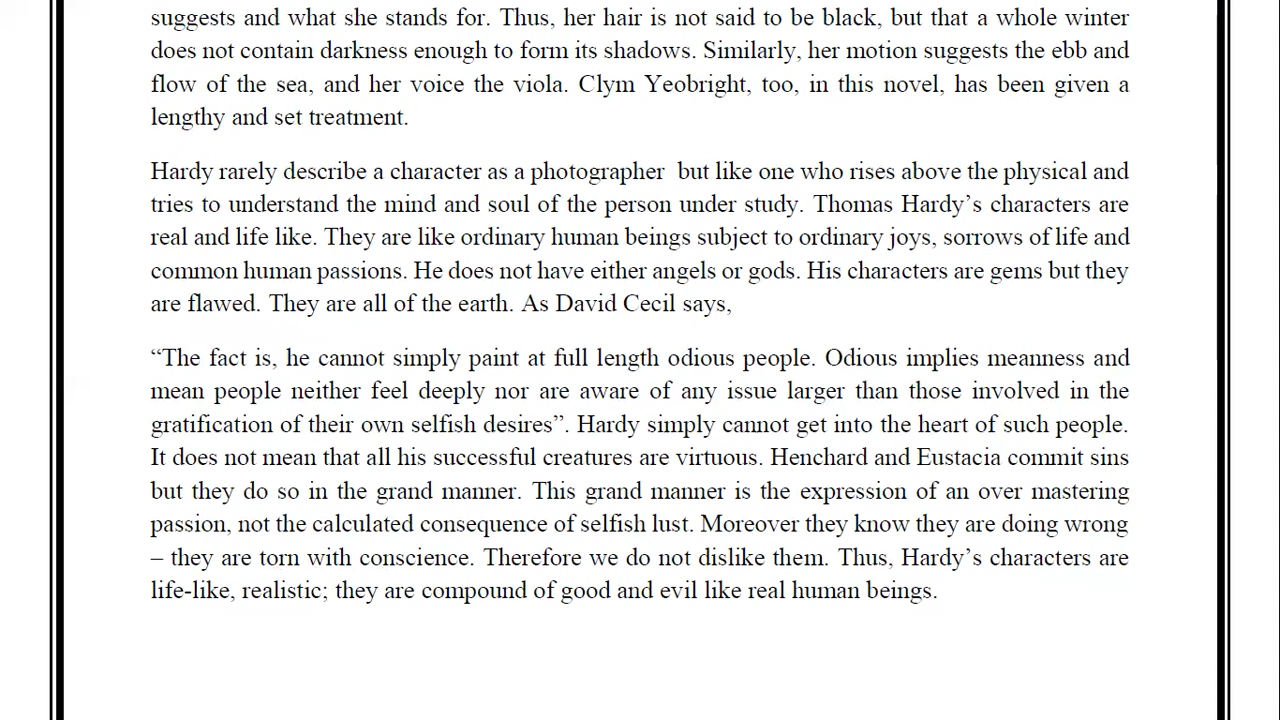 suggests and what she stands for. Thus, her hair is not said to be black, but that a whole winter
does not contain darkness enough to form its shadows. Similarly, her motion suggests the ebb and
flow of the sea, and her voice the viola. Clym Yeobright, too, in this novel, has been given a
lengthy and set treatment.
Hardy rarely describe a character as a photographer  but like one who rises above the physical and
tries to understand the mind and soul of the person under study. Thomas Hardy’s characters are
real and life like. They are like ordinary human beings subject to ordinary joys, sorrows of life and
common human passions. He does not have either angels or gods. His characters are gems but they
are flawed. They are all of the earth. As David Cecil says,
“The fact is, he cannot simply paint at full length odious people. Odious implies meanness and
mean people neither feel deeply nor are aware of any issue larger than those involved in the
gratification of their own selfish desires”. Hardy simply cannot get into the heart of such people.
It does not mean that all his successful creatures are virtuous. Henchard and Eustacia commit sins
but they do so in the grand manner. This grand manner is the expression of an over mastering
passion, not the calculated consequence of selfish lust. Moreover they know they are doing wrong
– they are torn with conscience. Therefore we do not dislike them. Thus, Hardy’s characters are
life-like, realistic; they are compound of good and evil like real human beings.